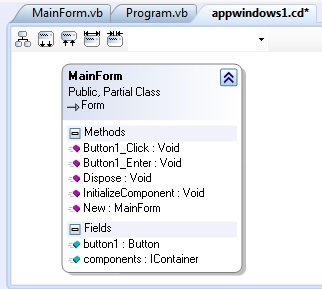 MainForm.vb Program.vb appwindows1.cd*
MainForm
Public, Partial Class
Form
Methods
Button1_Click : Void
Button1_Enter : Void
Dispose : Void
InitializeComponent : Void
New : MainForm
Fields
button1 : Button
components : IContainer